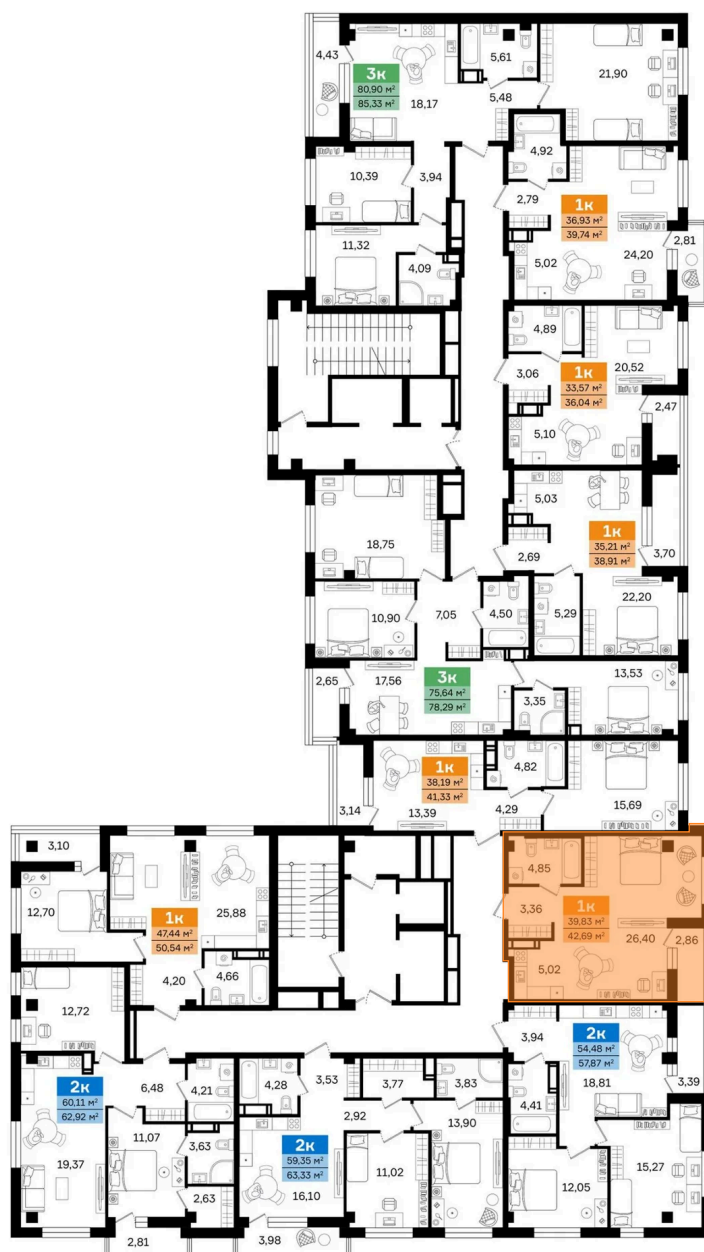 4,43
3к
80,90 м²
85,33 м²
18,17
5,61
5,48
21,90
10,39
3,94
4,92
2,79
1к
36,93 м²
39,74 м²
2,81
11,32
4,09
5,02
24,20
4,89
3,06
1к
33,57 м²
36,04 м²
20,52
2,47
5,10
5,03
18,75
1к
35,21 м²
38,91 м²
2,69
3,70
10,90
7,05
4,50
5,29
22,20
2,65
17,56
3к
75,64 м²
78,29 м²
3,35
13,53
1к
38,19 м²
41,33 м²
4,82
3,14
13,39
4,29
15,69
3,10
4,85
12,70
1к
47,44 м²
50,54 м²
25,88
3,36
1к
39,83 м²
42,69 м²
26,40
2,86
4,20
4,66
5,02
12,72
3,94
2к
54,48 м²
57,87 м²
18,81
3,39
2к
60,11 м²
62,92 м²
6,48
4,21
4,28
3,53
3,77
3,83
4,41
2,92
11,07
3,63
2к
59,35 м²
63,33 м²
13,90
19,37
2,63
16,10
11,02
12,05
15,27
2,81
3,98